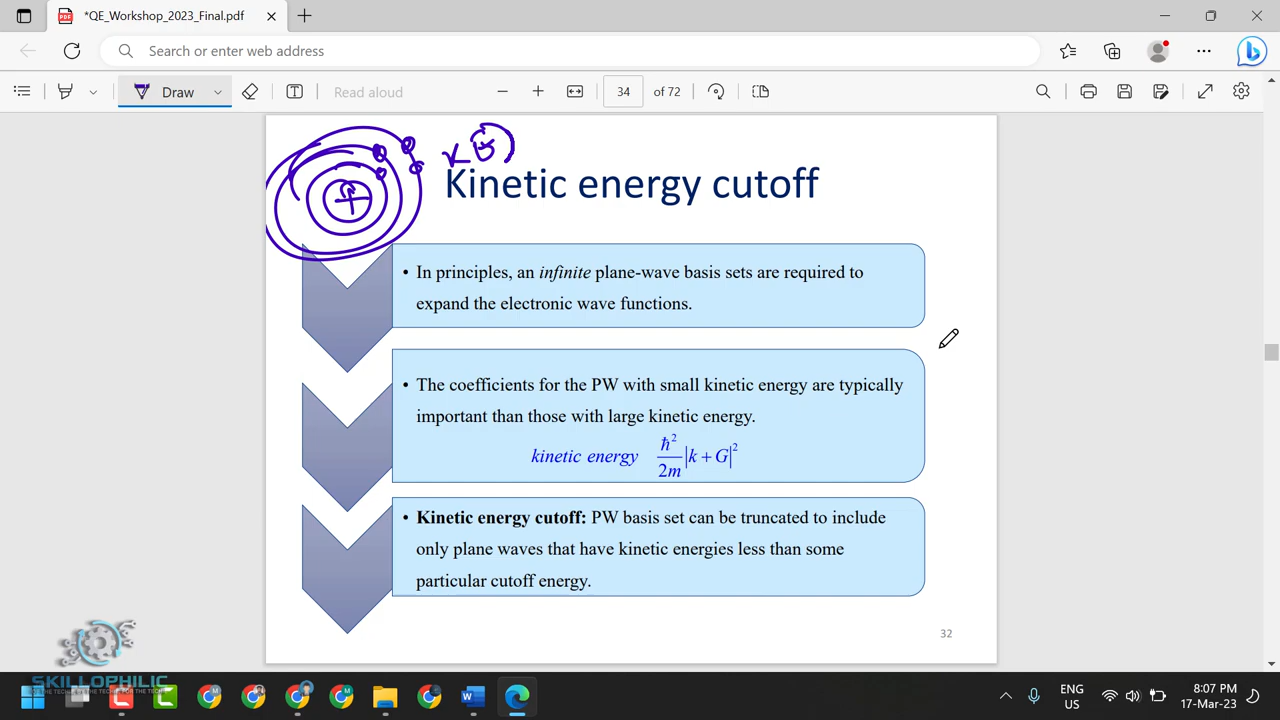 *QE_Workshop_2023_Final.pdf
Search or enter web address
Draw
Read aloud
34 of 72
Kinetic energy cutoff
• In principles, an infinite plane-wave basis sets are required to
expand the electronic wave functions.
• The coefficients for the PW with small kinetic energy are typically
important than those with large kinetic energy.
kinetic energy ħ²/2m |k + G|²
• Kinetic energy cutoff: PW basis set can be truncated to include
only plane waves that have kinetic energies less than some
particular cutoff energy.
32
SKILLOPHILIC
ENG
US
8:07 PM
17-Mar-23